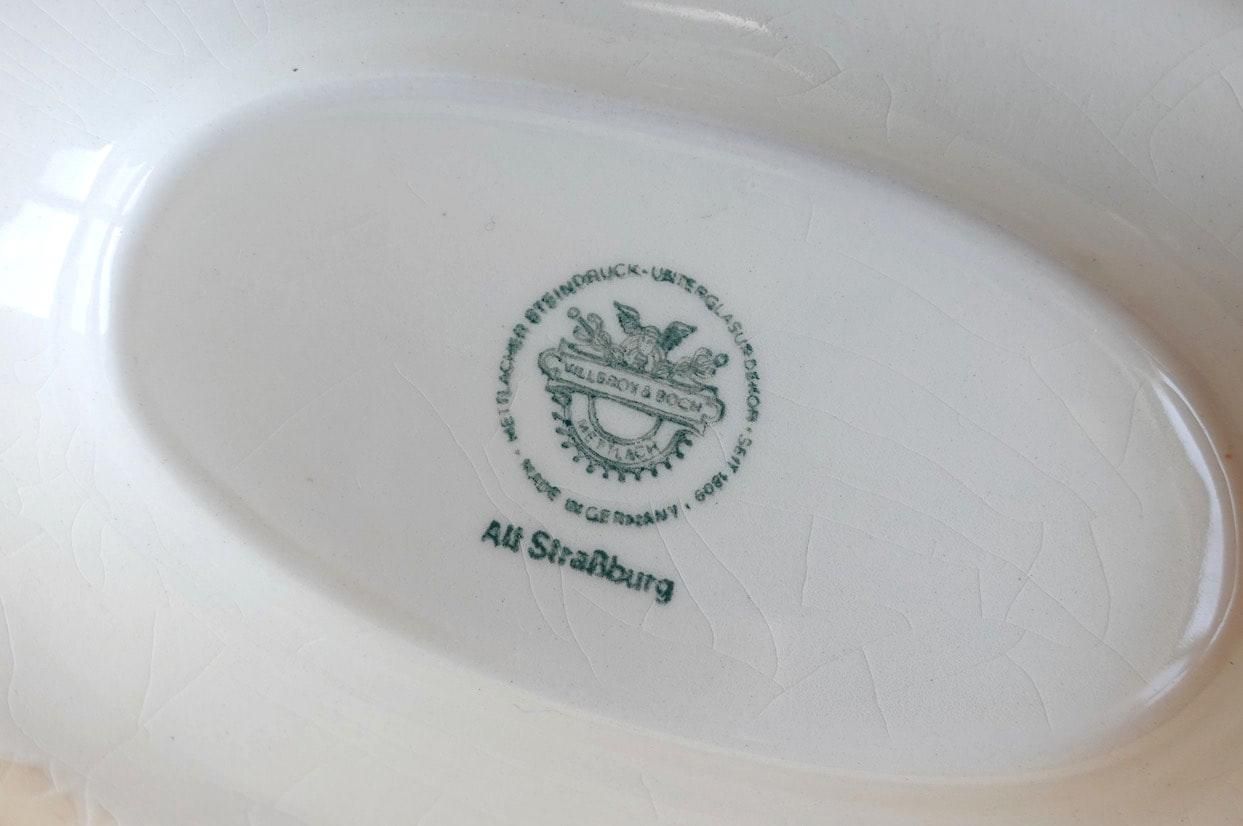 METTLACHER STEINDRUCK · UNTERGLASURDEKOR · SEIT 1809 · MADE IN GERMANY ·
VILLEROY & BOCH
METTLACH
Alt Straßburg